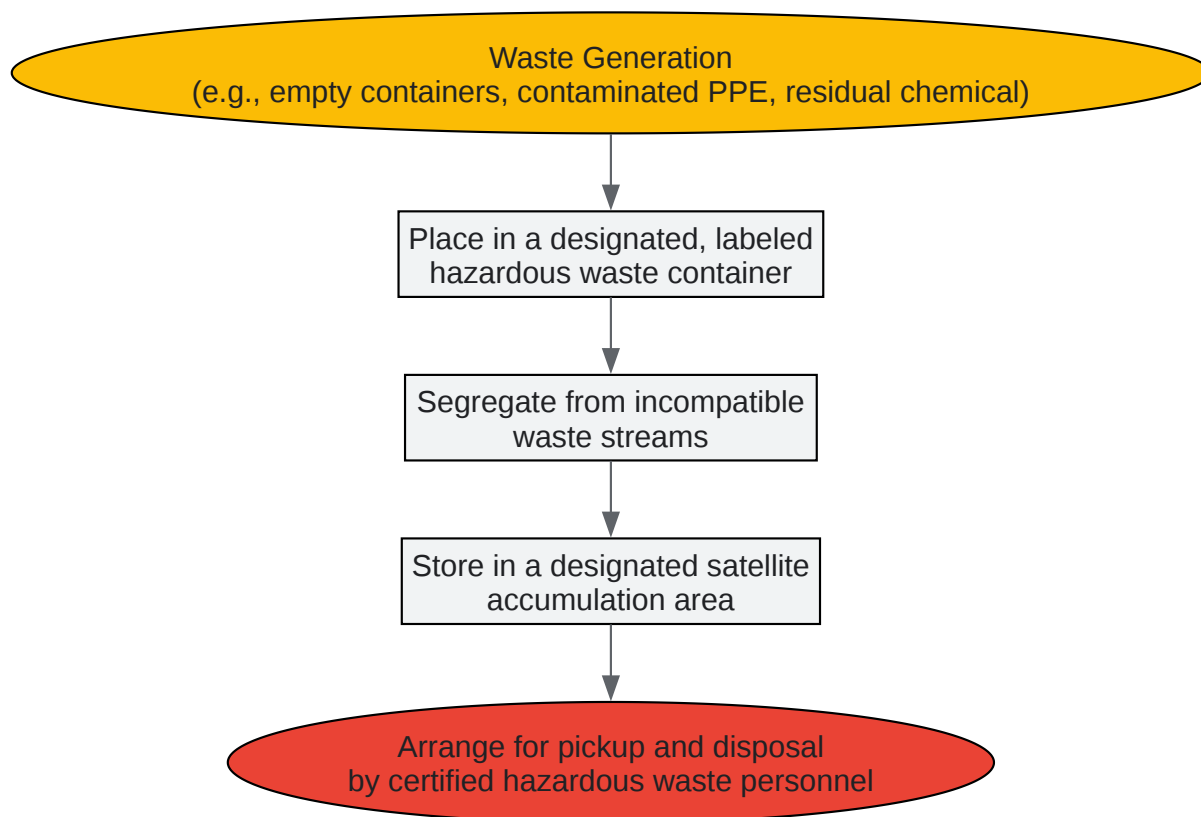 Waste Generation
(e.g., empty containers, contaminated PPE, residual chemical)
Place in a designated, labeled
hazardous waste container
Segregate from incompatible
waste streams
Store in a designated satellite
accumulation area
Arrange for pickup and disposal
by certified hazardous waste personnel